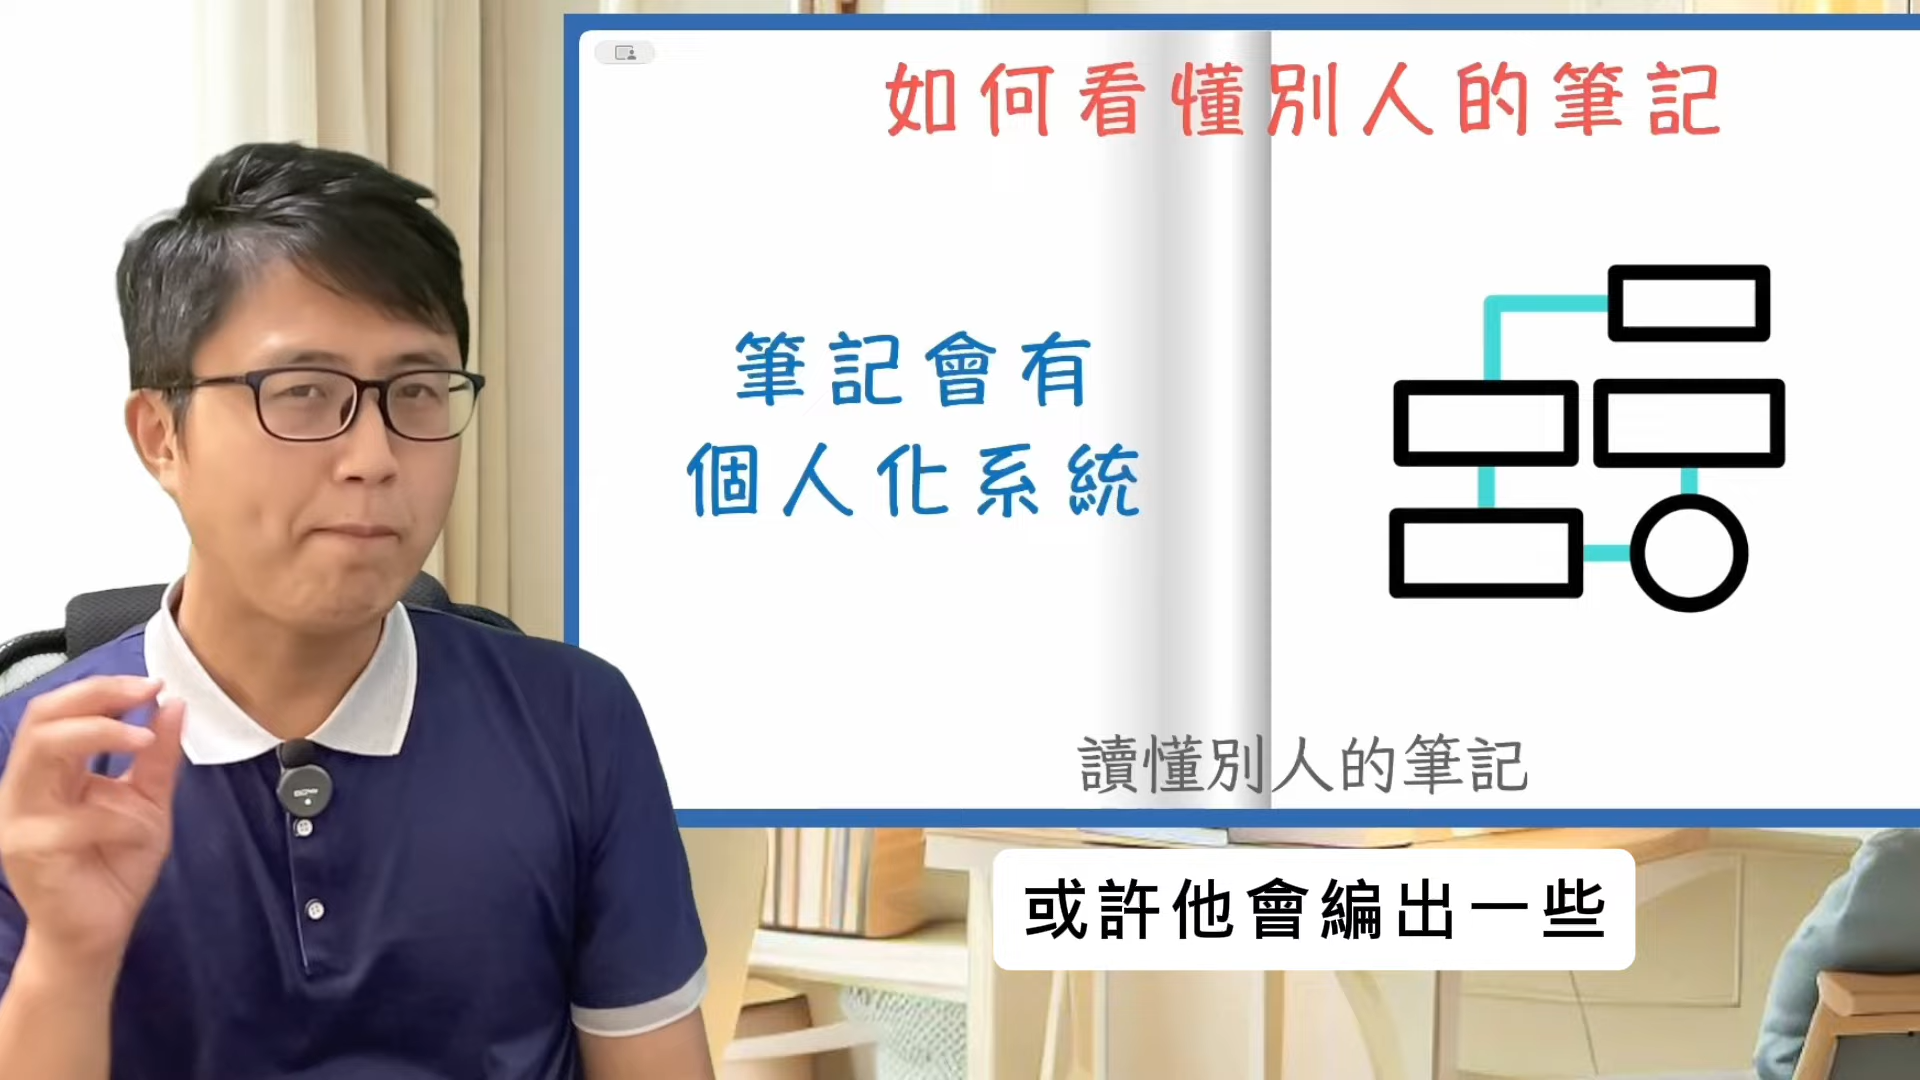 如何看懂別人的筆記
筆記會有
個人化系統
讀懂別人的筆記
或許他會編出一些